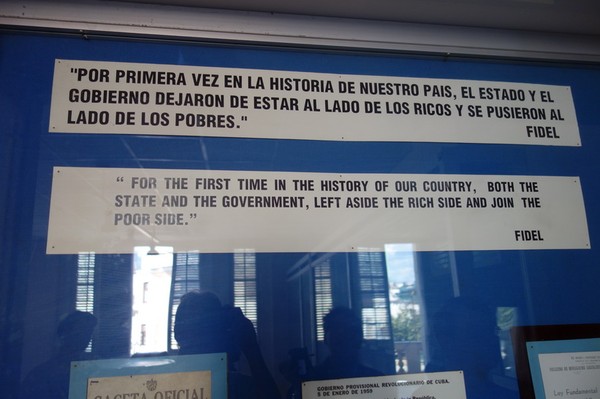 "POR PRIMERA VEZ EN LA HISTORIA DE NUESTRO PAIS, EL ESTADO Y EL
GOBIERNO DEJARON DE ESTAR AL LADO DE LOS RICOS Y SE PUSIERON AL
LADO DE LOS POBRES."
FIDEL
“ FOR THE FIRST TIME IN THE HISTORY OF OUR COUNTRY, BOTH THE
STATE AND THE GOVERNMENT, LEFT ASIDE THE RICH SIDE AND JOIN THE
POOR SIDE.”
FIDEL
GACETA OFICIAL
GOBIERNO PROVISIONAL REVOLUCIONARIO DE CUBA.
5 DE ENERO DE 1959
República.
Ley Fundamental